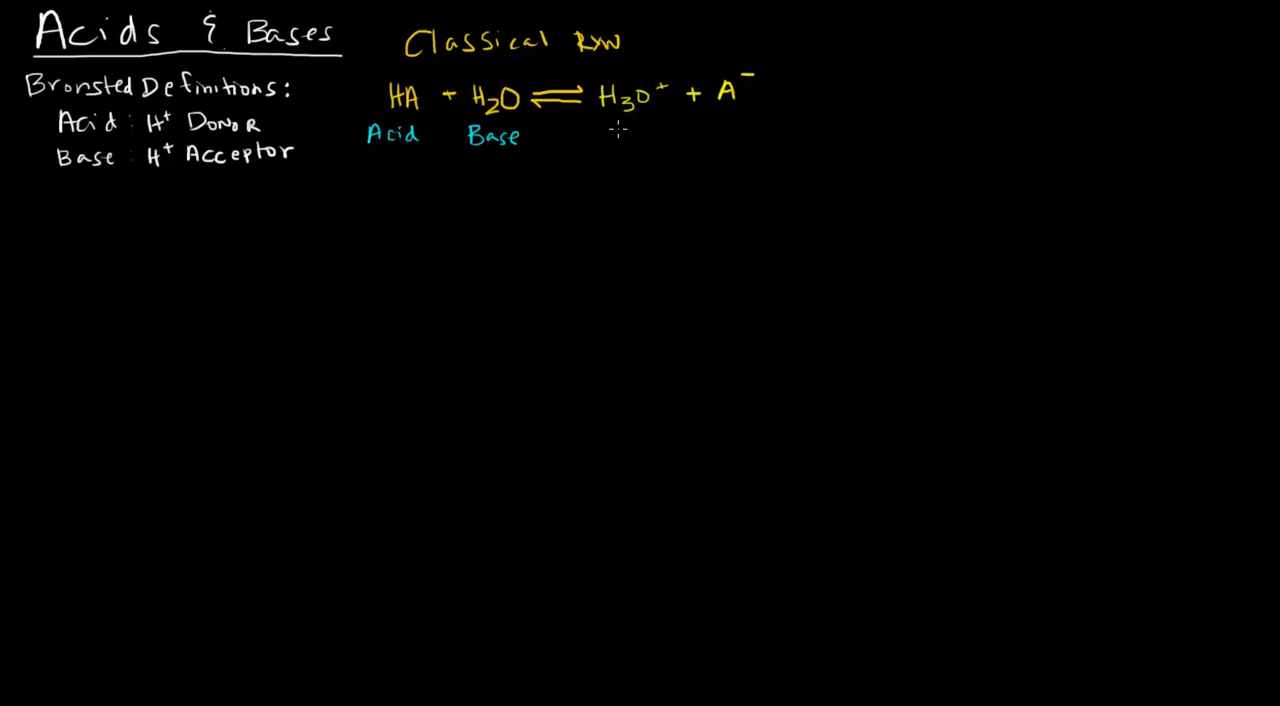 Acids & Bases
Bronsted Definitions:
Acid: H⁺ Donor
Base: H⁺ Acceptor
Classical Rxn
HA + H₂O ⇌ H₃O⁺ + A⁻
Acid Base